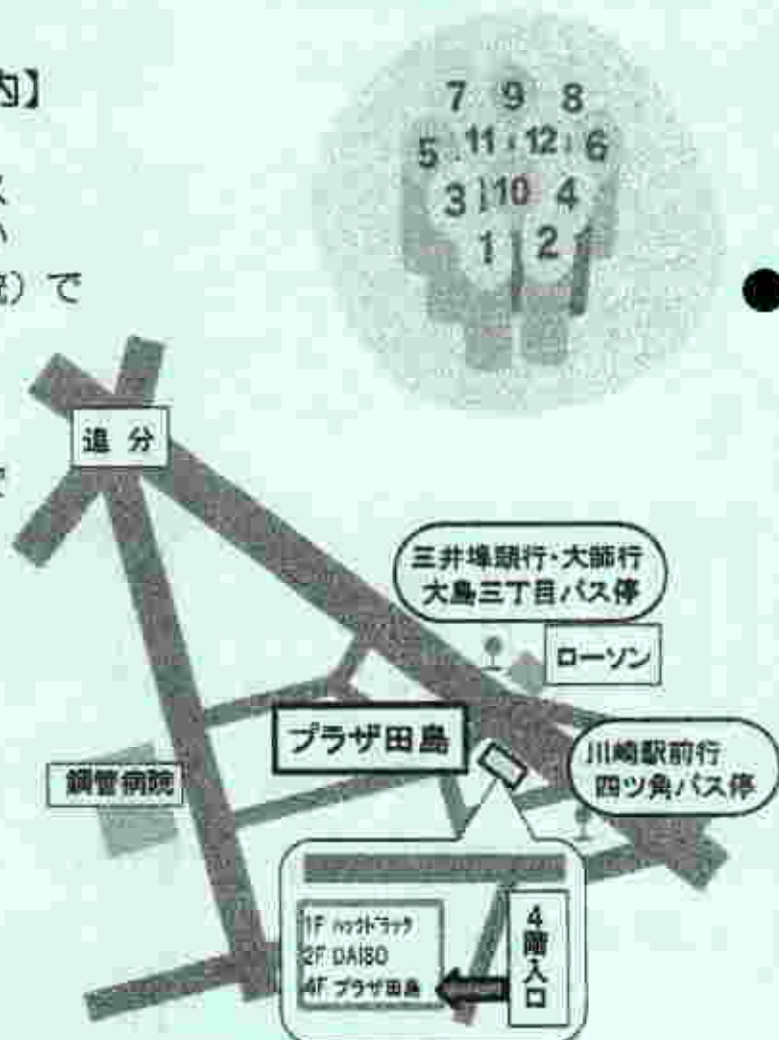 内】
で
7 9 8
5 11 12 6
3 10 4
1 2
追分
三井埠頭行・大師行
大島三丁目バス停
ローソン
プラザ田島
川崎駅前行
四ツ角バス停
鋼管病院
1F ハックドラッグ
2F DAISO
4F プラザ田島
4階入口